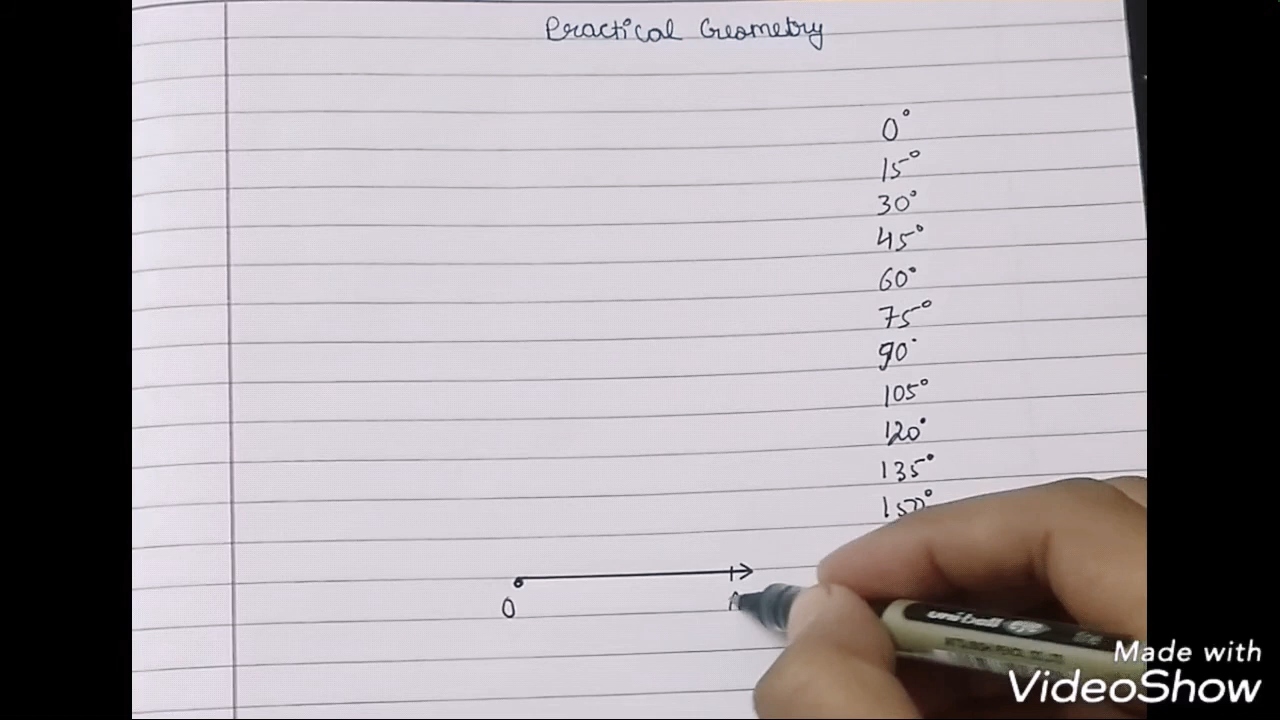 Practical Geometry
0°
15°
30°
45°
60°
75°
90°
105°
120°
135°
150°
O
uni-ball
Made with
VideoShow